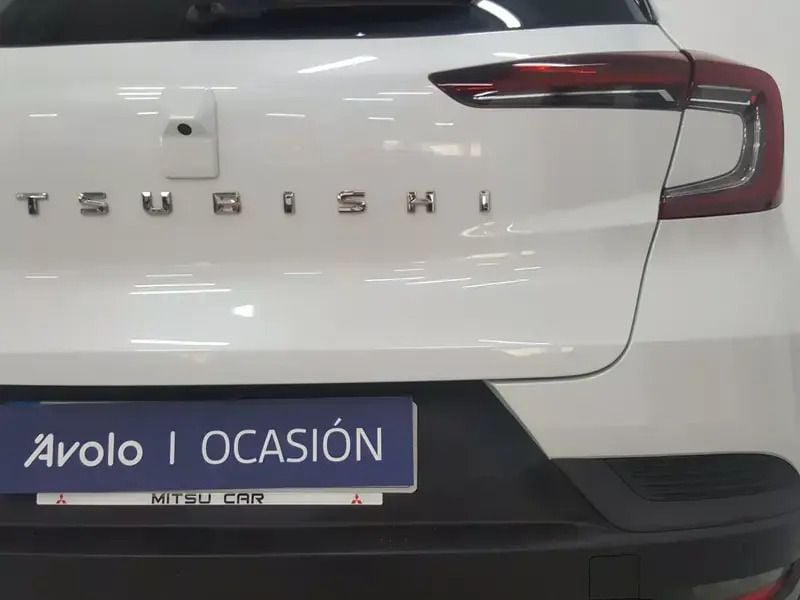 TSUBISHI
Ávolo | OCASIÓN
MITSU CAR